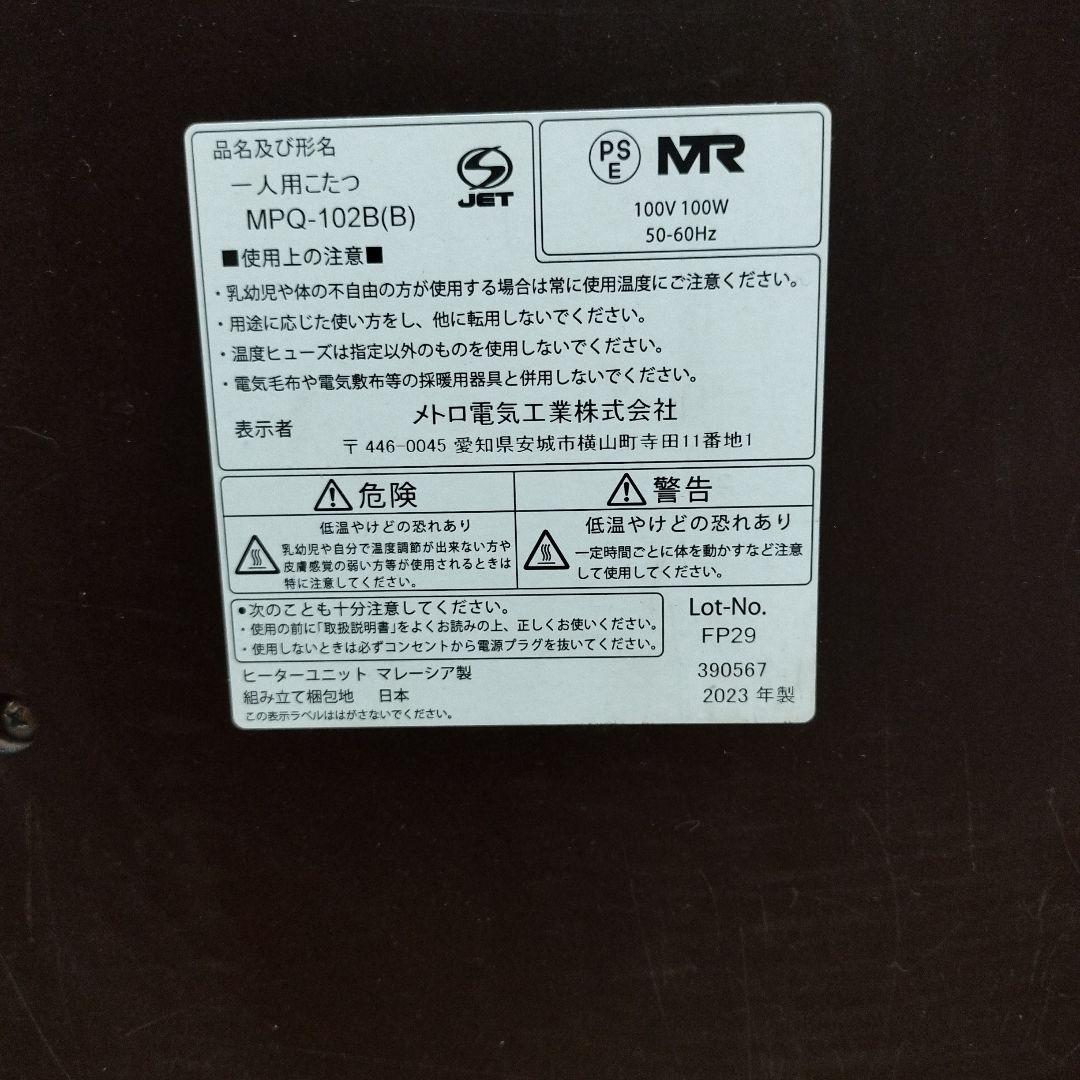 品名及び形名
一人用こたつ
MPQ-102B(B)
JET
PS
E
MTR
100V 100W
50-60Hz
■使用上の注意■
・乳幼児や体の不自由の方が使用する場合は常に使用温度にご注意ください。
・用途に応じた使い方をし、他に転用しないでください。
・温度ヒューズは指定以外のものを使用しないでください。
・電気毛布や電気敷布等の採暖用器具と併用しないでください。
表示者
メトロ電気工業株式会社
〒446-0045 愛知県安城市横山町寺田11番地1
危険
低温やけどの恐れあり
乳幼児や自分で温度調節が出来ない方や
皮膚感覚の弱い方等が使用されるときは
特に注意してください。
警告
低温やけどの恐れあり
一定時間ごとに体を動かすなど注意
して使用してください。
●次のことも十分注意してください。
・使用の前に「取扱説明書」をよくお読みの上、正しくお使いください。
・使用しないときは必ずコンセントから電源プラグを抜いてください。
ヒーターユニット マレーシア製
組み立て梱包地 日本
この表示ラベルははがさないでください。
Lot-No.
FP29
390567
2023 年製